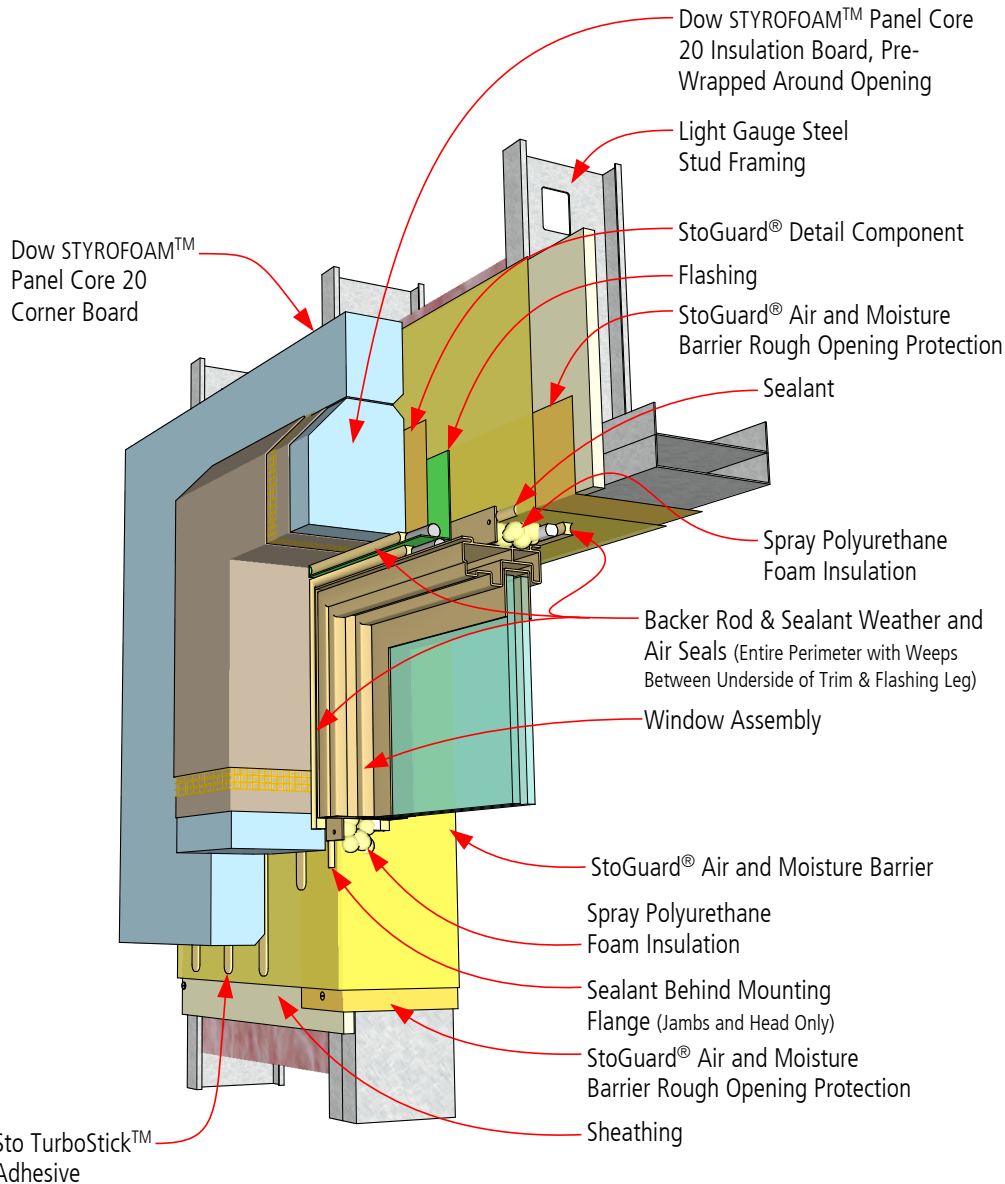 Dow STYROFOAM™ Panel Core
20 Insulation Board, Pre-
Wrapped Around Opening
Light Gauge Steel
Stud Framing
StoGuard® Detail Component
Dow STYROFOAM™
Panel Core 20
Corner Board
Flashing
StoGuard® Air and Moisture
Barrier Rough Opening Protection
Sealant
Spray Polyurethane
Foam Insulation
Backer Rod & Sealant Weather and
Air Seals (Entire Perimeter with Weeps
Between Underside of Trim & Flashing Leg)
Window Assembly
StoGuard® Air and Moisture Barrier
Spray Polyurethane
Foam Insulation
Sealant Behind Mounting
Flange (Jambs and Head Only)
StoGuard® Air and Moisture
Barrier Rough Opening Protection
Sheathing
Sto TurboStick™
Adhesive